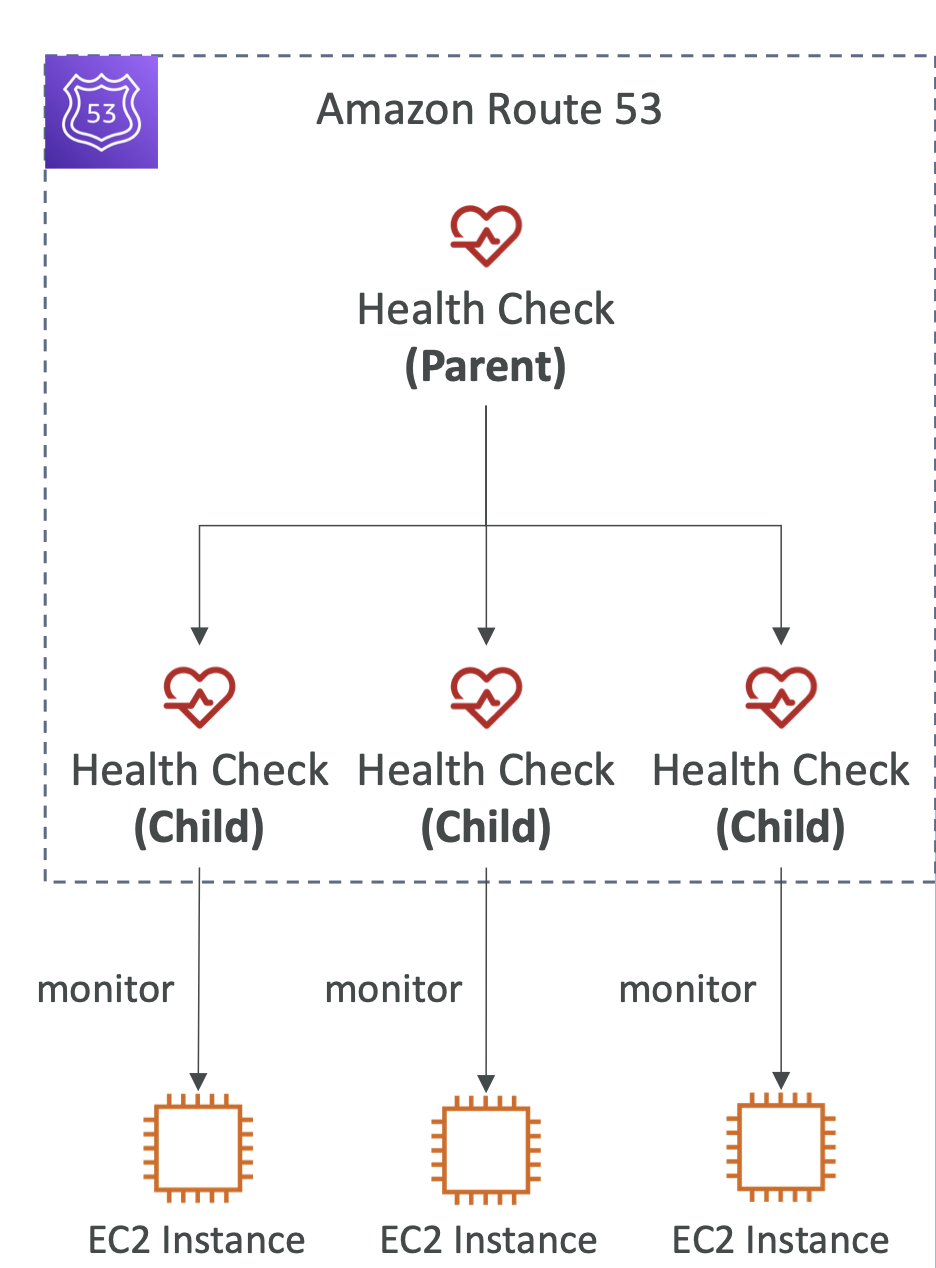 53
Amazon Route 53
Health Check
(Parent)
Health Check Health Check Health Check
(Child) (Child) (Child)
monitor monitor monitor
EC2 Instance EC2 Instance EC2 Instance